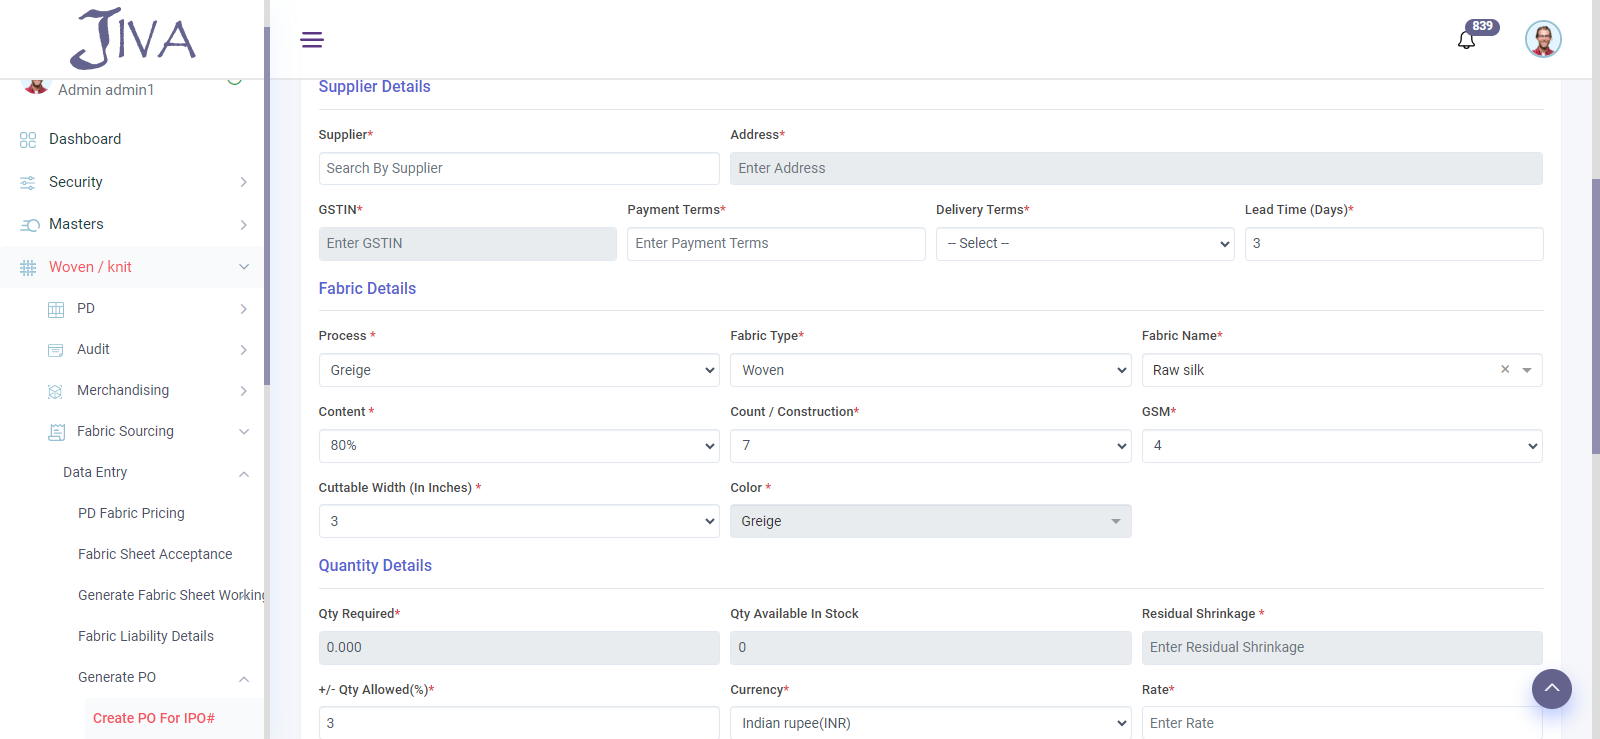 JIVA
839
Admin admin1
Dashboard
Security
Masters
Woven / knit
PD
Audit
Merchandising
Fabric Sourcing
Data Entry
PD Fabric Pricing
Fabric Sheet Acceptance
Generate Fabric Sheet Working
Fabric Liability Details
Generate PO
Create PO For IPO#
Supplier Details
Supplier* Address*
Search By Supplier Enter Address
GSTIN* Payment Terms* Delivery Terms* Lead Time (Days)*
Enter GSTIN Enter Payment Terms -- Select -- 3
Fabric Details
Process * Fabric Type* Fabric Name*
Greige Woven Raw silk ×
Content * Count / Construction* GSM*
80% 7 4
Cuttable Width (In Inches) * Color *
3 Greige
Quantity Details
Qty Required* Qty Available In Stock Residual Shrinkage *
0.000 0 Enter Residual Shrinkage
+/- Qty Allowed(%)* Currency* Rate*
3 Indian rupee(INR) Enter Rate